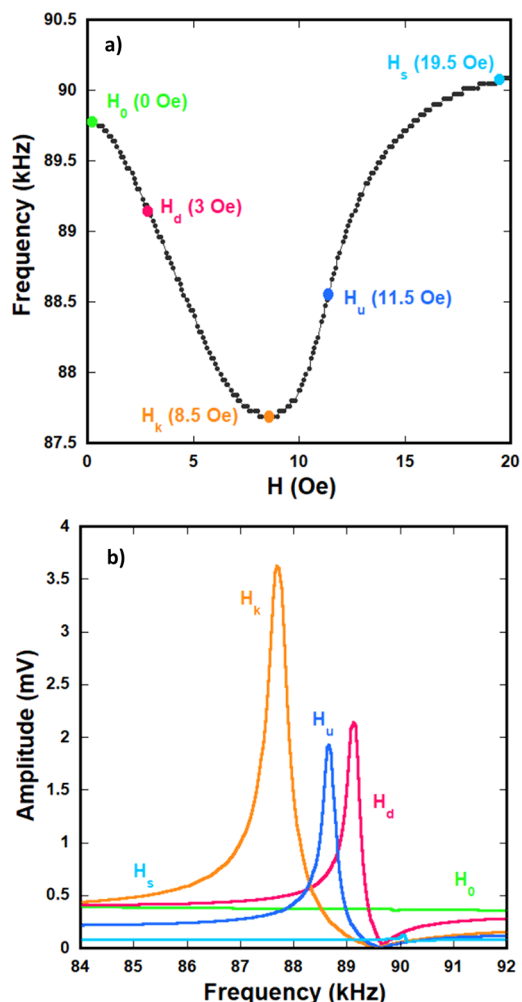 a)
90.5
90
89.5
89
88.5
88
87.5
Frequency (kHz)
H0 (0 Oe)
Hs (19.5 Oe)
Hd (3 Oe)
Hu (11.5 Oe)
Hk (8.5 Oe)
0 5 10 15 20
H (Oe)
b)
4
3.5
3
2.5
2
1.5
1
0.5
0
Amplitude (mV)
Hk
Hu
Hd
Hs
H0
84 85 86 87 88 89 90 91 92
Frequency (kHz)